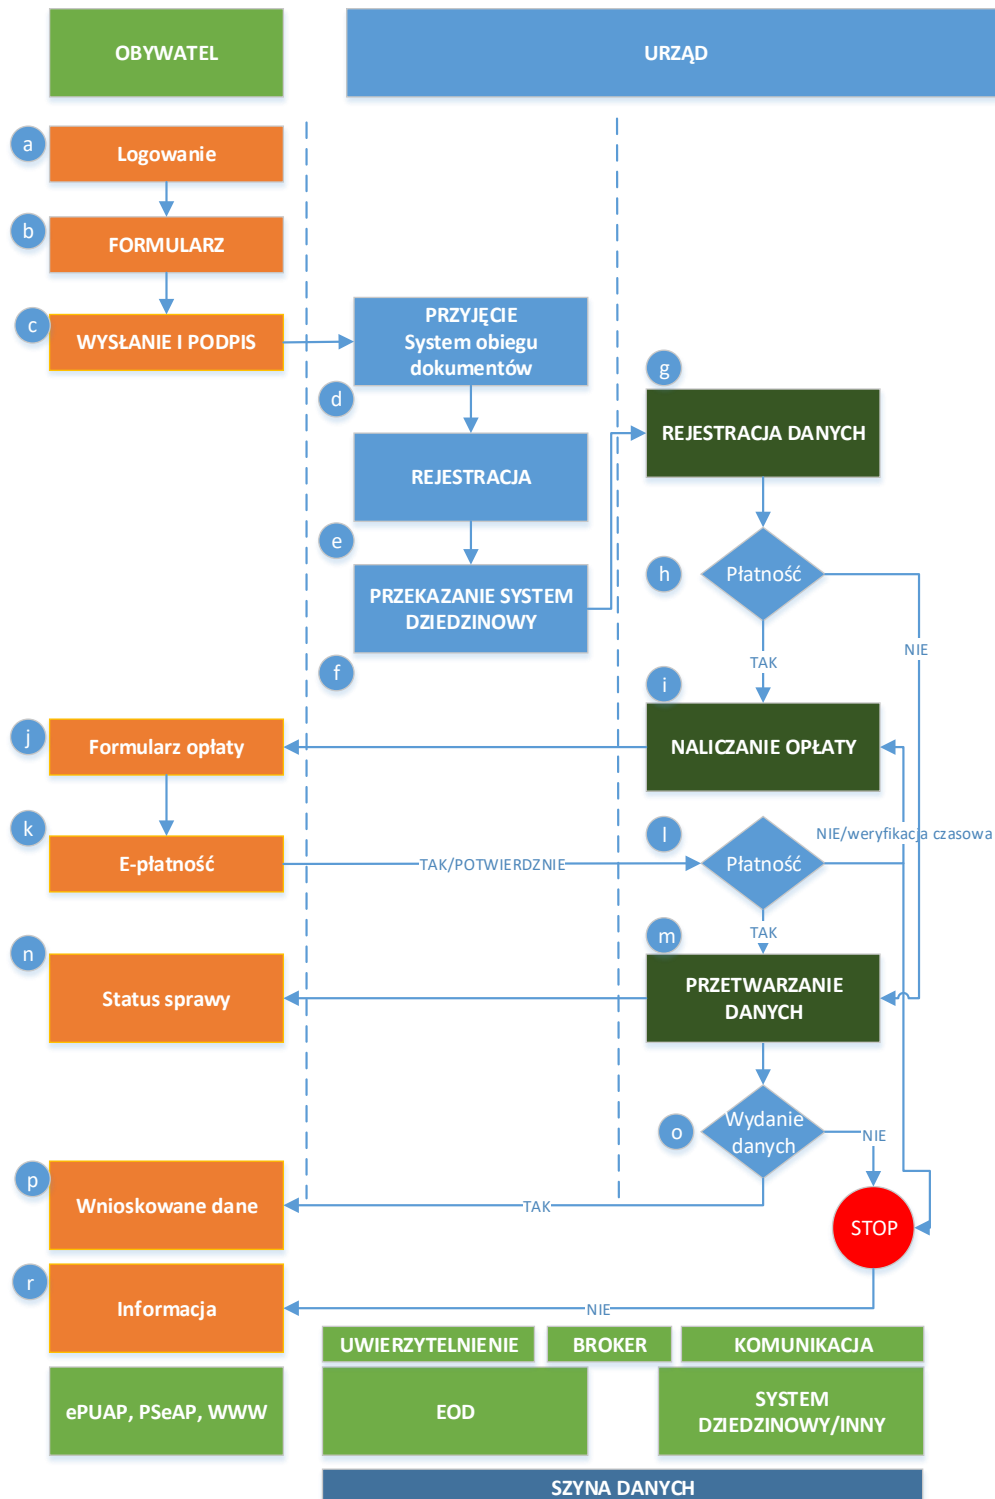 OBYWATEL
URZĄD
a
Logowanie
b
FORMULARZ
c
WYSŁANIE I PODPIS
PRZYJĘCIE
System obiegu
dokumentów
d
REJESTRACJA
e
PRZEKAZANIE SYSTEM
DZIEDZINOWY
f
g
REJESTRACJA DANYCH
h
Płatność
NIE
TAK
i
NALICZANIE OPŁATY
j
Formularz opłaty
k
E-płatność
TAK/POTWIERDZNIE
l
Płatność
NIE/weryfikacja czasowa
TAK
m
PRZETWARZANIE
DANYCH
n
Status sprawy
o
Wydanie
danych
NIE
p
Wnioskowane dane
TAK
STOP
r
Informacja
NIE
UWIERZYTELNIENIE
BROKER
KOMUNIKACJA
ePUAP, PSeAP, WWW
EOD
SYSTEM
DZIEDZINOWY/INNY
SZYNA DANYCH